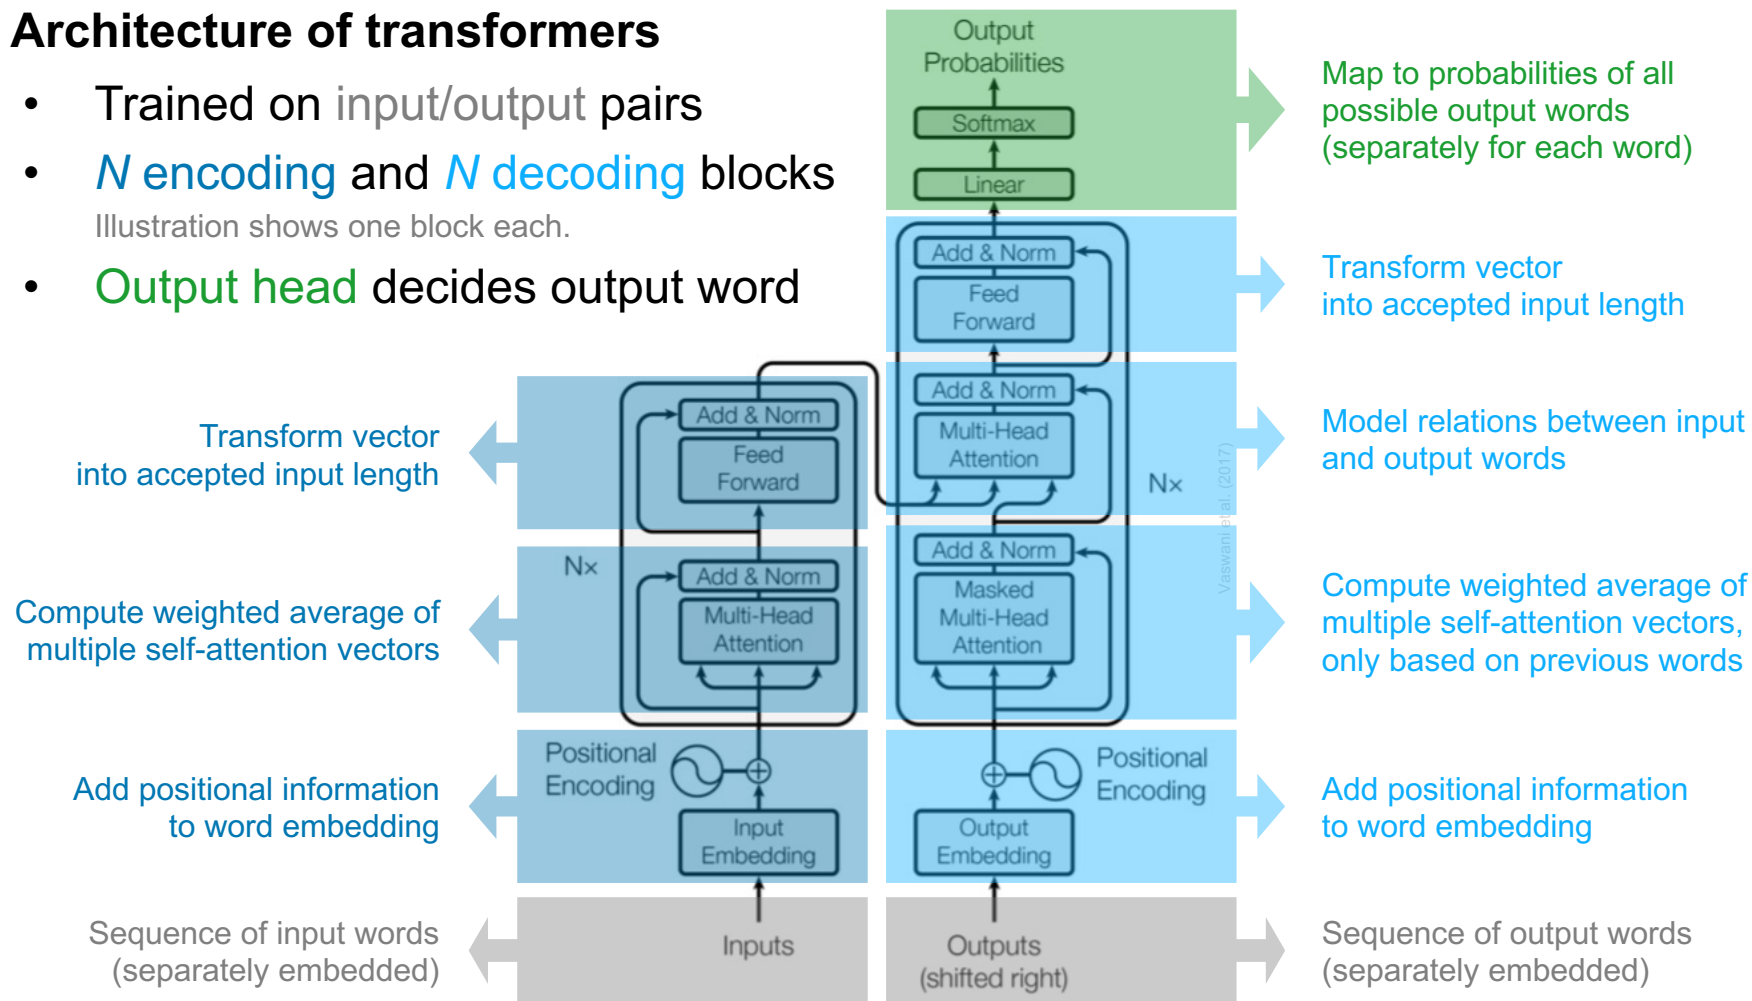 Architecture of transformers
• Trained on input/output pairs
• N encoding and N decoding blocks
Illustration shows one block each.
• Output head decides output word
Output
Probabilities
Softmax
Linear
Map to probabilities of all
possible output words
(separately for each word)
Add & Norm
Feed
Forward
Transform vector
into accepted input length
Add & Norm
Multi-Head
Attention
Nx
Model relations between input
and output words
Vaswani et al. (2017)
Add & Norm
Masked
Multi-Head
Attention
Compute weighted average of
multiple self-attention vectors,
only based on previous words
Positional
Encoding
Output
Embedding
Add positional information
to word embedding
Outputs
(shifted right)
Sequence of output words
(separately embedded)
Transform vector
into accepted input length
Add & Norm
Feed
Forward
Nx
Compute weighted average of
multiple self-attention vectors
Add & Norm
Multi-Head
Attention
Add positional information
to word embedding
Positional
Encoding
Input
Embedding
Sequence of input words
(separately embedded)
Inputs